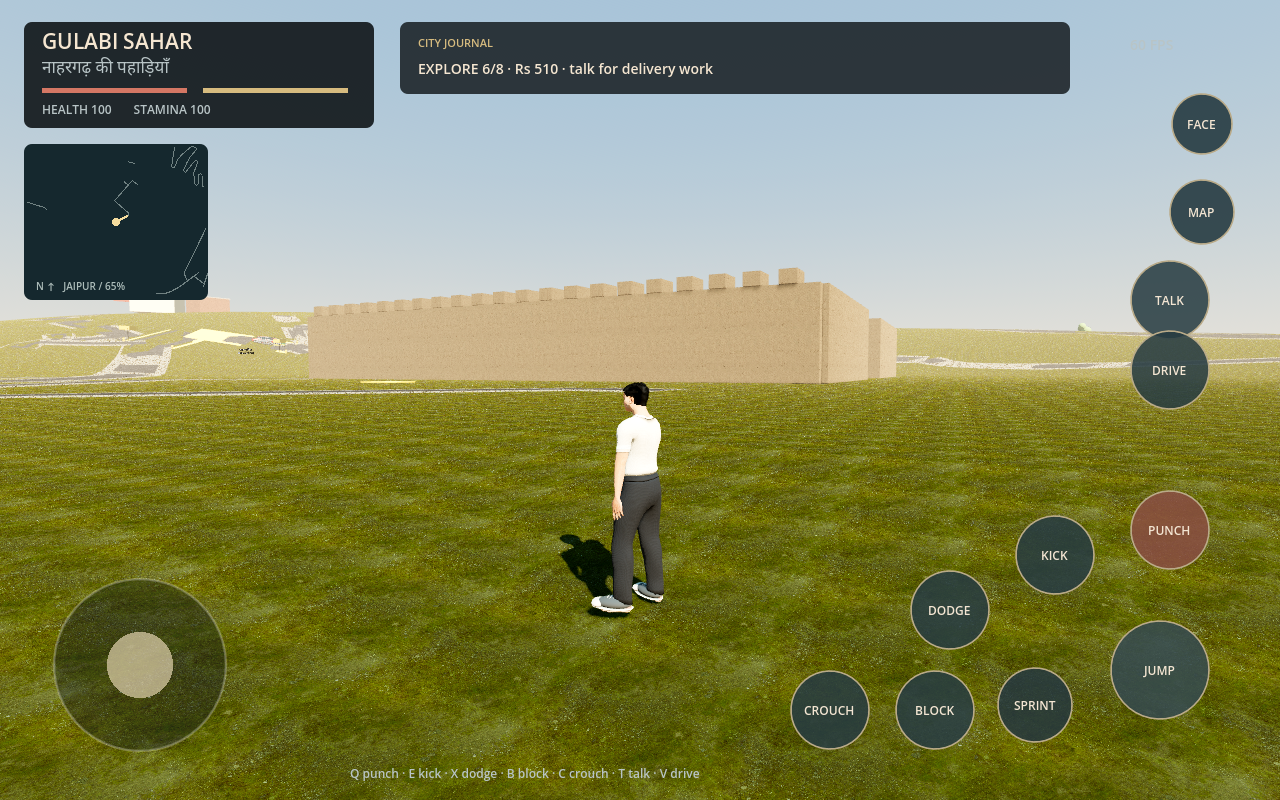 GULABI SAHAR
नाहरगढ़ की पहाड़ियाँ
HEALTH 100 STAMINA 100
CITY JOURNAL
EXPLORE 6/8 · Rs 510 · talk for delivery work
N ↑ JAIPUR / 65%
FACE
MAP
TALK
DRIVE
PUNCH
KICK
DODGE
JUMP
CROUCH
BLOCK
SPRINT
Q punch · E kick · X dodge · B block · C crouch · T talk · V drive